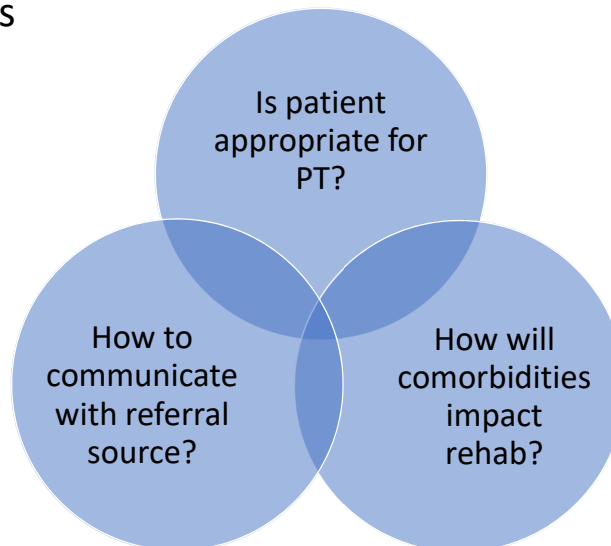 s
Is patient
appropriate for
PT?
How to
communicate
with referral
source?
How will
comorbidities
impact
rehab?